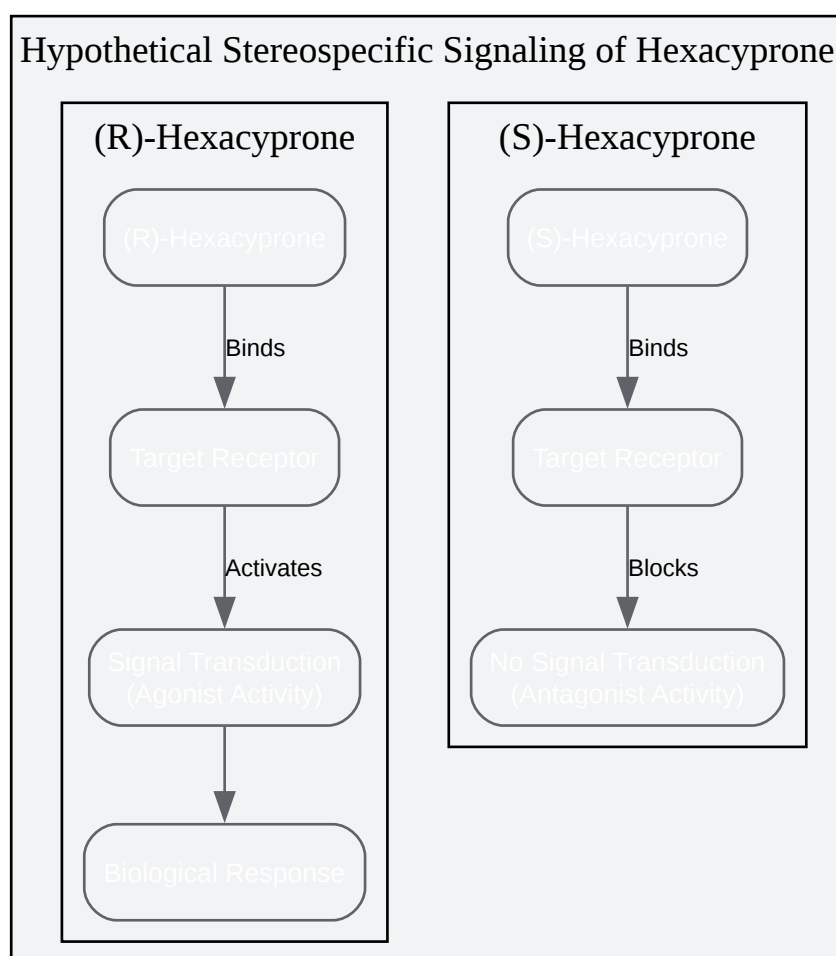 Hypothetical Stereospecific Signaling of Hexacyprone
(R)-Hexacyprone
(R)-Hexacyprone
Binds
Target Receptor
Activates
Signal Transduction
(Agonist Activity)
Biological Response
(S)-Hexacyprone
(S)-Hexacyprone
Binds
Target Receptor
Blocks
No Signal Transduction
(Antagonist Activity)